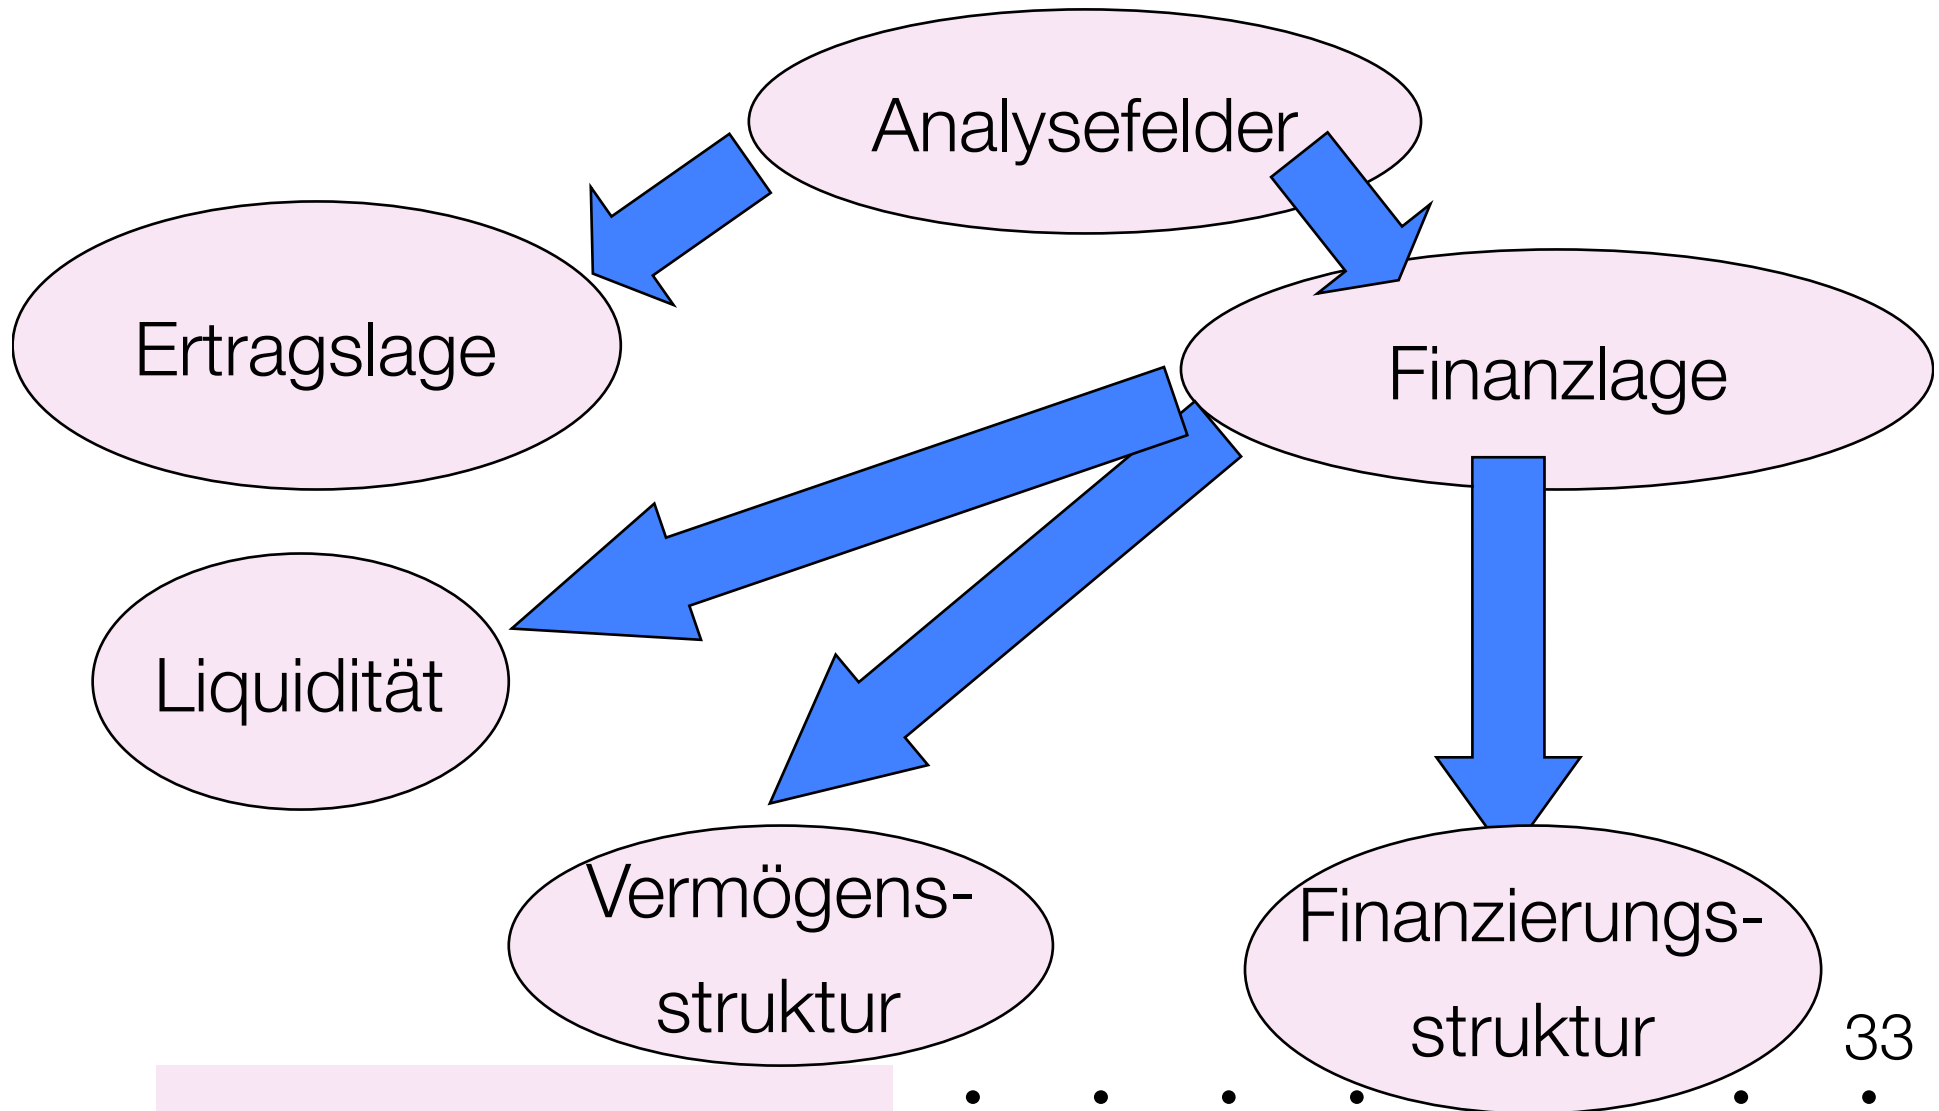 Analysefelder
Ertragslage
Finanzlage
Liquidität
Vermögens-
struktur
Finanzierungs-
struktur
33